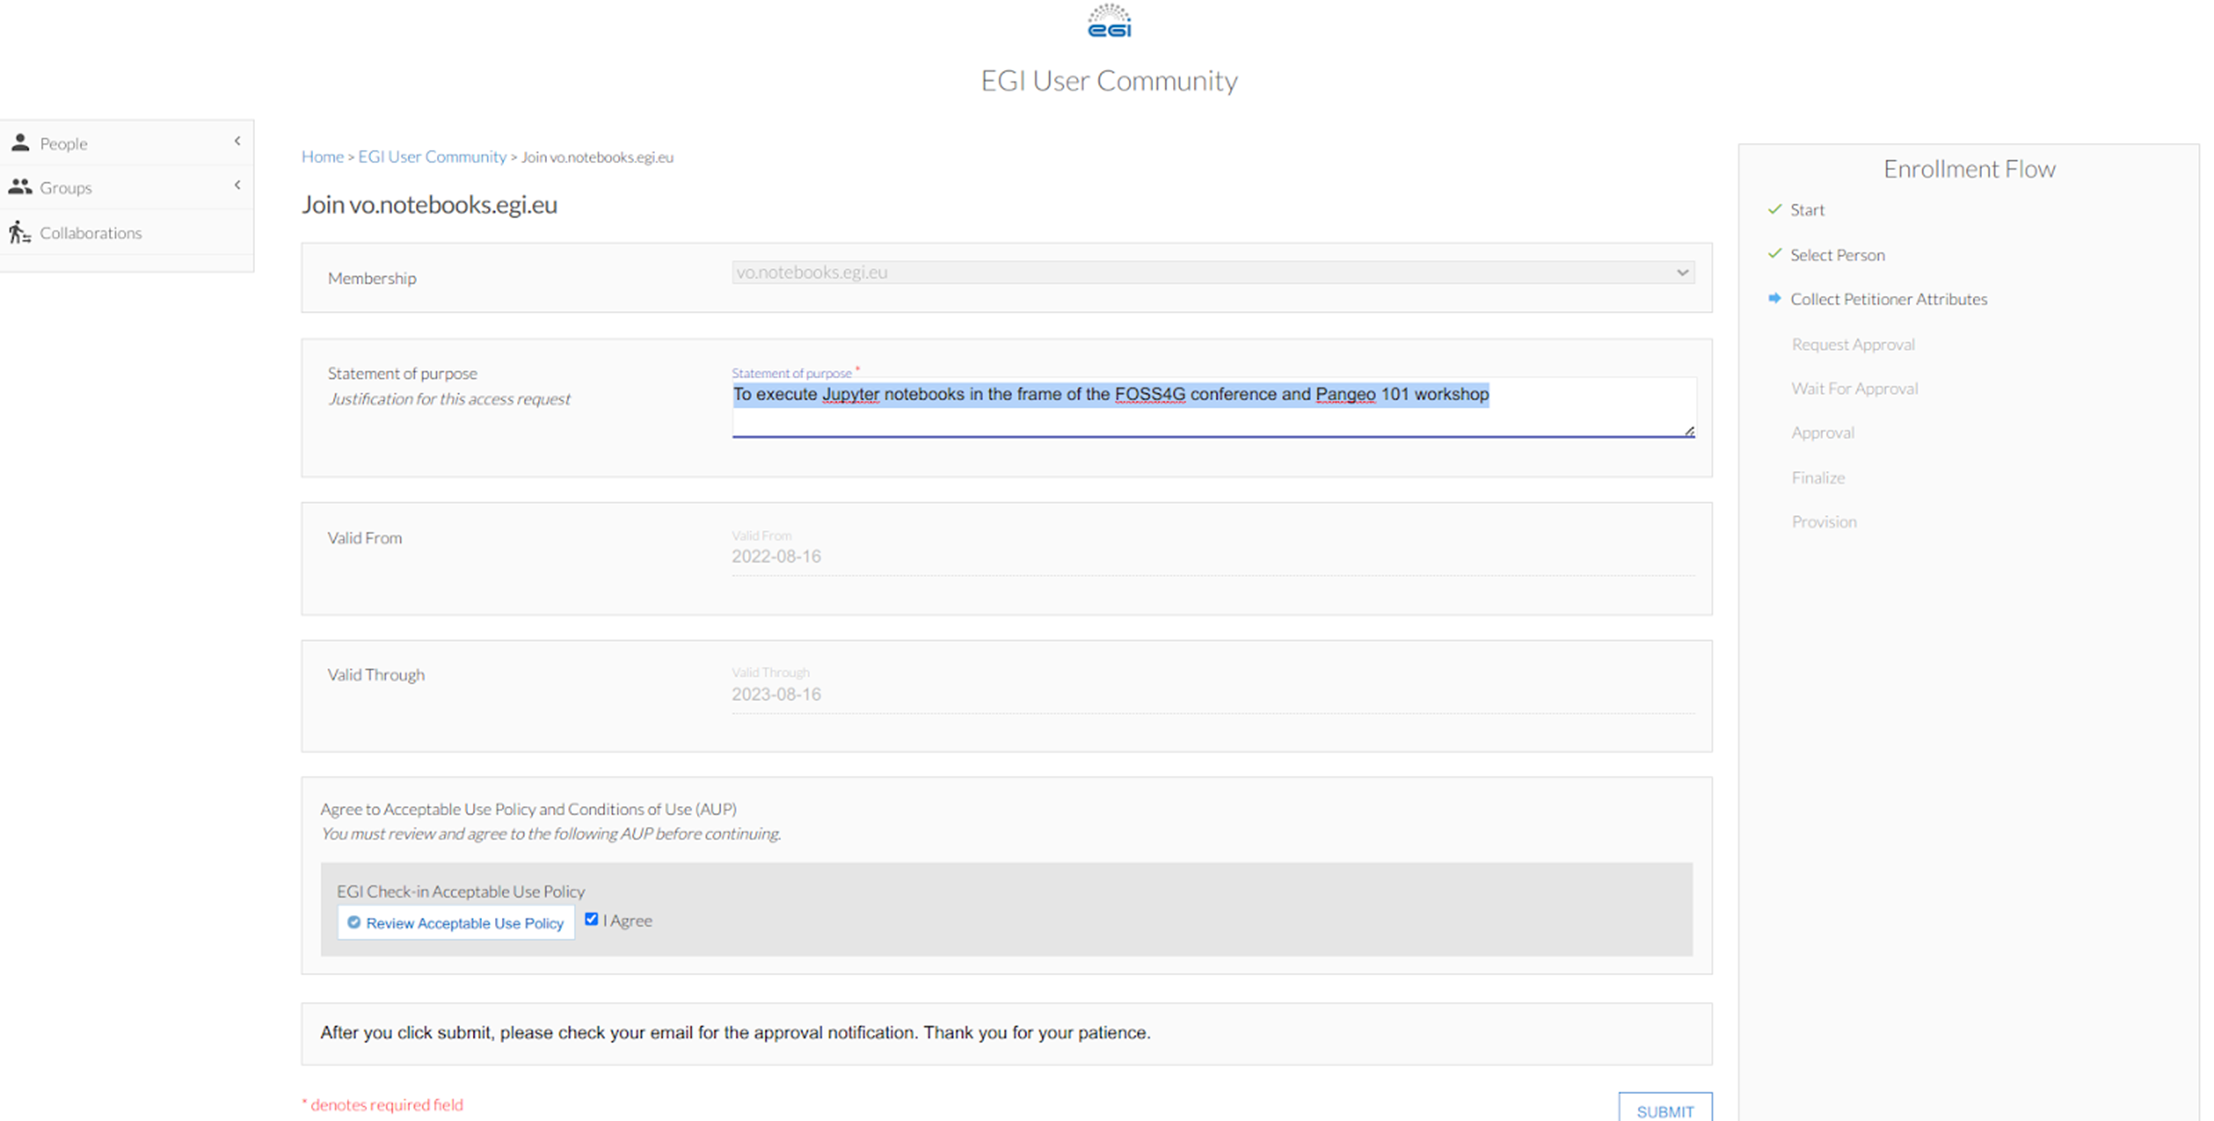 egi
EGI User Community
People
Groups
Collaborations
Home > EGI User Community > Join vo.notebooks.egi.eu
Join vo.notebooks.egi.eu
Membership
vo.notebooks.egi.eu
Statement of purpose
Justification for this access request
Statement of purpose *
To execute Jupyter notebooks in the frame of the FOSS4G conference and Pangeo 101 workshop
Valid From
Valid From
2022-08-16
Valid Through
Valid Through
2023-08-16
Agree to Acceptable Use Policy and Conditions of Use (AUP)
You must review and agree to the following AUP before continuing.
EGI Check-in Acceptable Use Policy
Review Acceptable Use Policy
I Agree
After you click submit, please check your email for the approval notification. Thank you for your patience.
* denotes required field
SUBMIT
Enrollment Flow
Start
Select Person
Collect Petitioner Attributes
Request Approval
Wait For Approval
Approval
Finalize
Provision